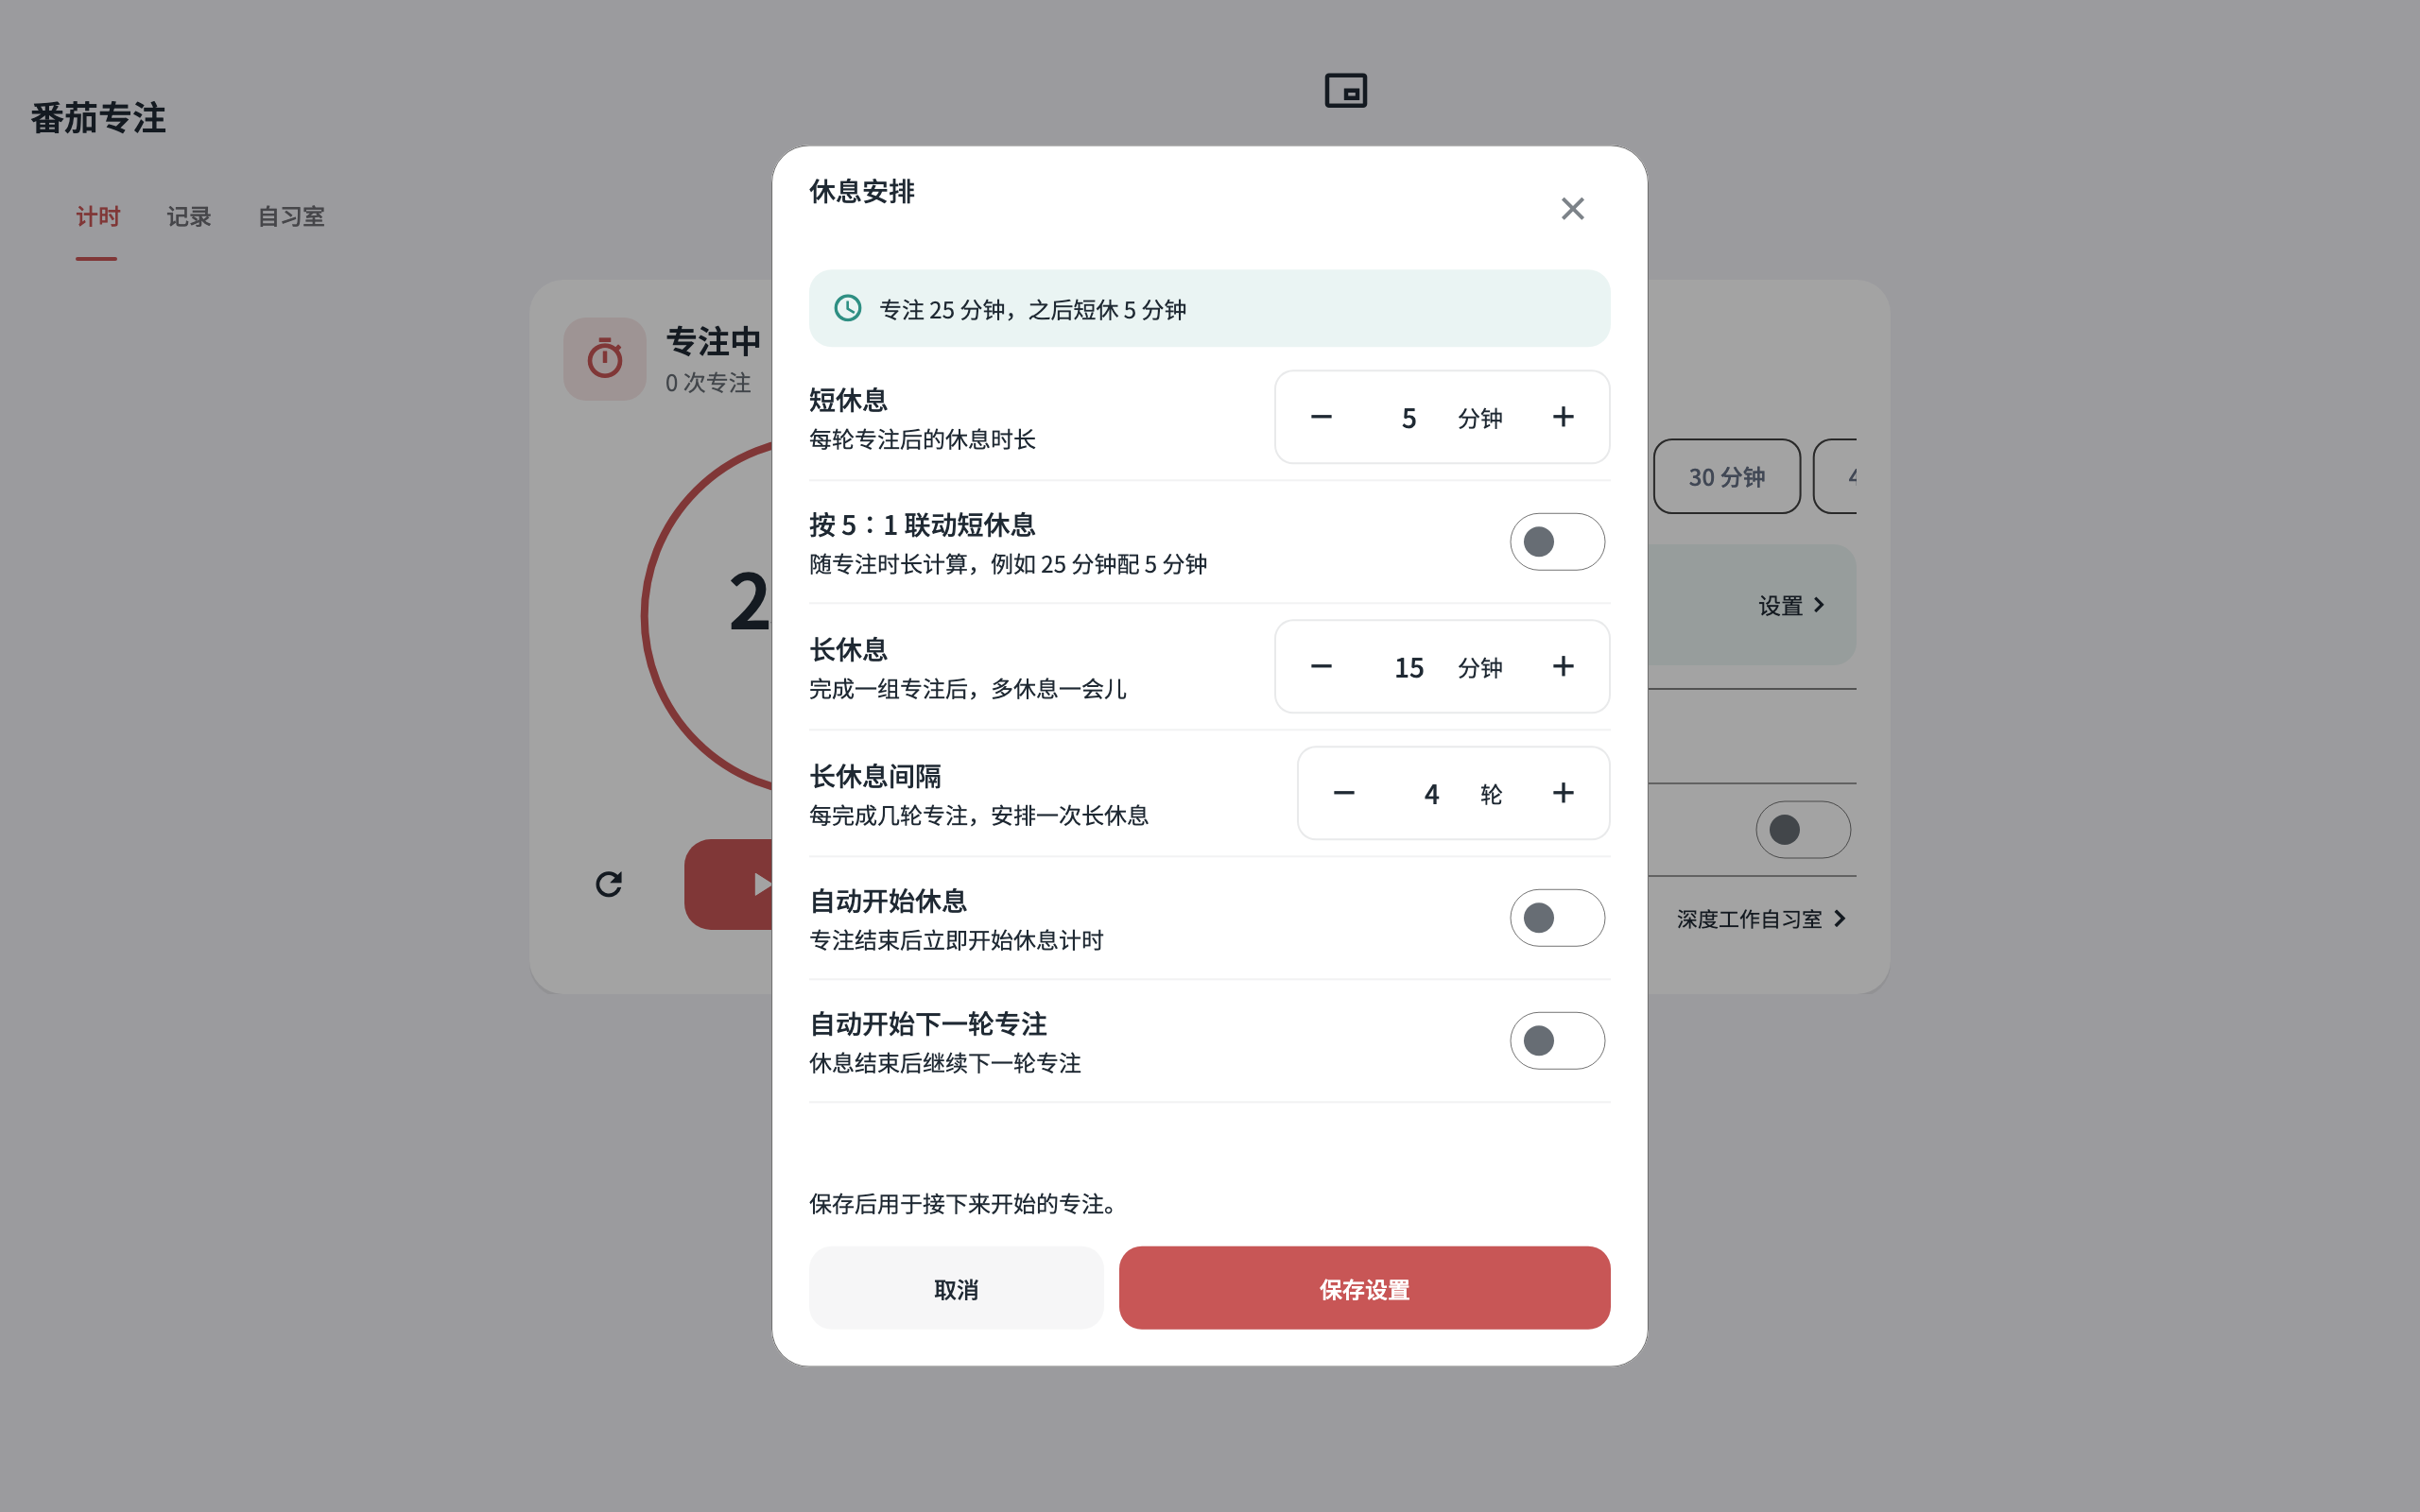 番茄专注
计时
记录
自习室
专注中
0 次专注
30 分钟
设置
深度工作自习室
休息安排
专注 25 分钟，之后短休 5 分钟
短休息
每轮专注后的休息时长
5 分钟
按 5：1 联动短休息
随专注时长计算，例如 25 分钟配 5 分钟
长休息
完成一组专注后，多休息一会儿
15 分钟
长休息间隔
每完成几轮专注，安排一次长休息
4 轮
自动开始休息
专注结束后立即开始休息计时
自动开始下一轮专注
休息结束后继续下一轮专注
保存后用于接下来开始的专注。
取消
保存设置